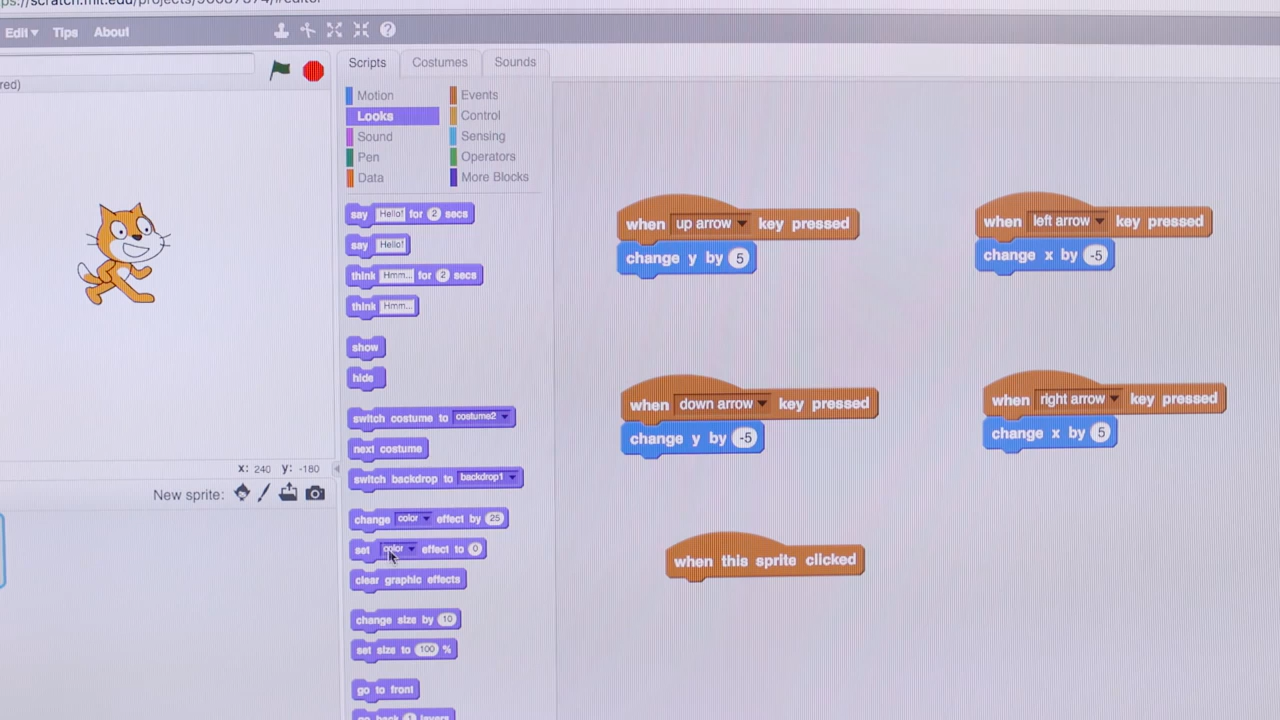 Edit Tips About
red)
x: 240 y: -180
New sprite:
Scripts Costumes Sounds
Motion Events
Looks Control
Sound Sensing
Pen Operators
Data More Blocks
say Hello! for 2 secs
say Hello!
think Hmm... for 2 secs
think Hmm...
show
hide
switch costume to costume2
next costume
switch backdrop to backdrop1
change color effect by 25
set color effect to 0
clear graphic effects
change size by 10
set size to 100 %
go to front
when up arrow key pressed
change y by 5
when left arrow key pressed
change x by -5
when down arrow key pressed
change y by -5
when right arrow key pressed
change x by 5
when this sprite clicked